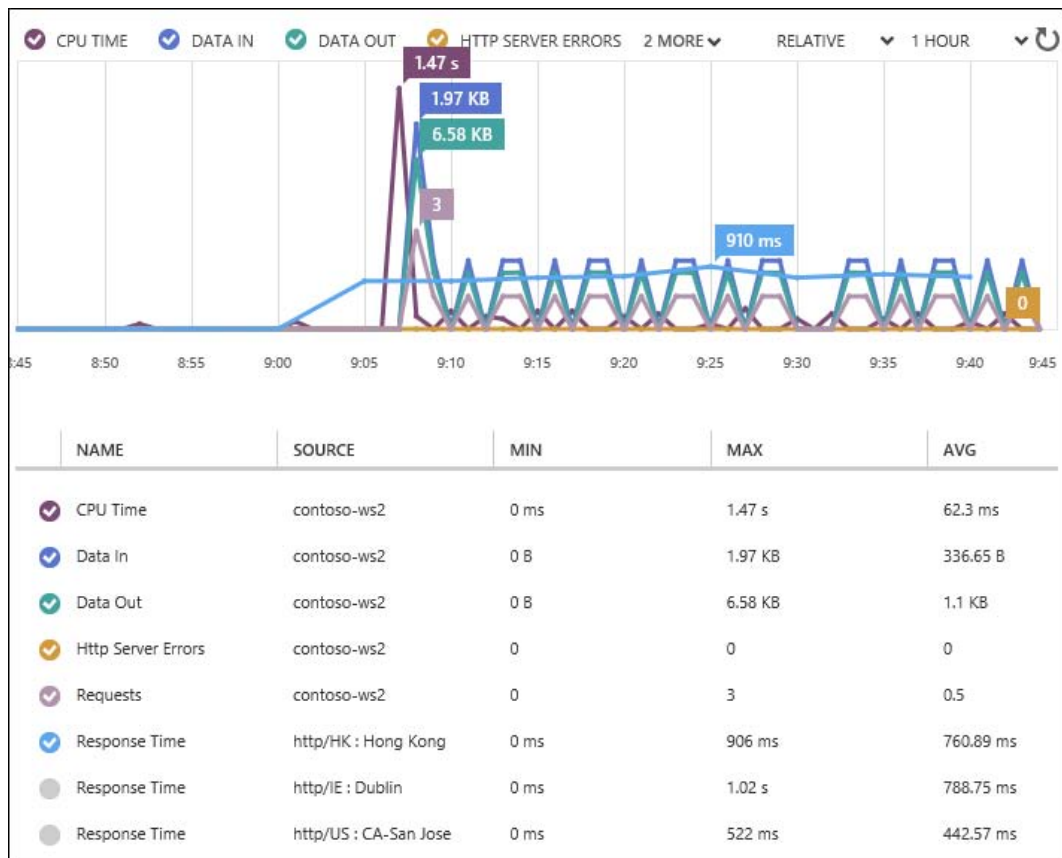 CPU TIME DATA IN DATA OUT HTTP SERVER ERRORS 2 MORE RELATIVE 1 HOUR
1.47 s
1.97 KB
6.58 KB
3
910 ms
0
:45 8:50 8:55 9:00 9:05 9:10 9:15 9:20 9:25 9:30 9:35 9:40 9:45
NAME SOURCE MIN MAX AVG
CPU Time contoso-ws2 0 ms 1.47 s 62.3 ms
Data In contoso-ws2 0 B 1.97 KB 336.65 B
Data Out contoso-ws2 0 B 6.58 KB 1.1 KB
Http Server Errors contoso-ws2 0 0 0
Requests contoso-ws2 0 3 0.5
Response Time http/HK : Hong Kong 0 ms 906 ms 760.89 ms
Response Time http/IE : Dublin 0 ms 1.02 s 788.75 ms
Response Time http/US : CA-San Jose 0 ms 522 ms 442.57 ms